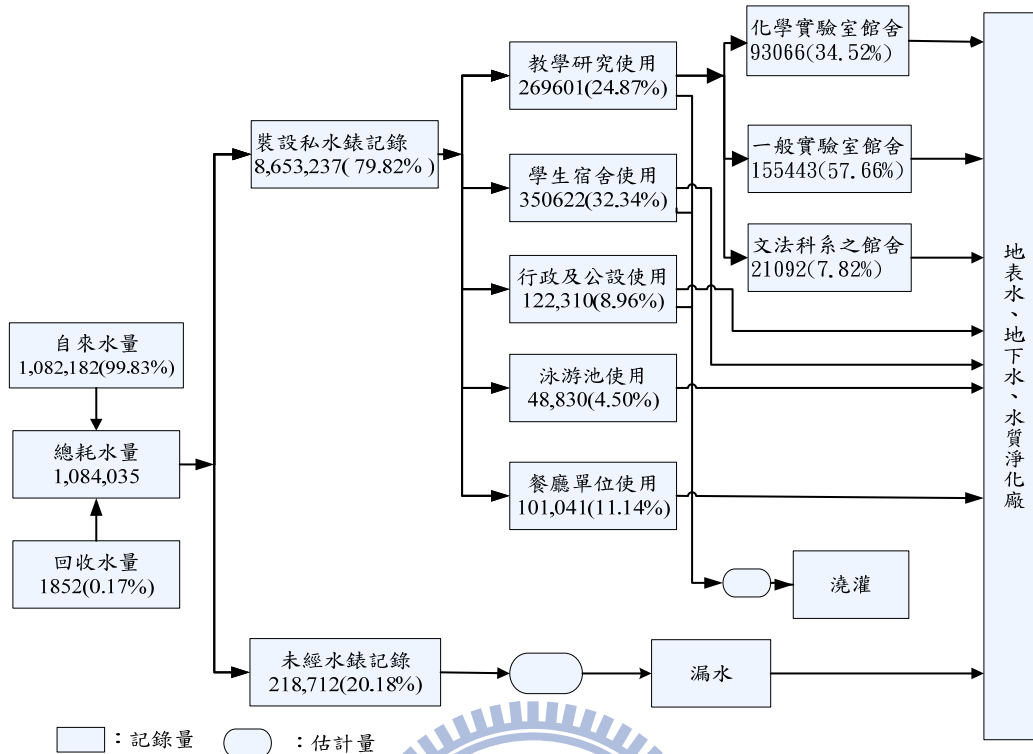 自來水量
1,082,182(99.83%)
總耗水量
1,084,035
回收水量
1852(0.17%)
裝設私水錶記錄
8,653,237( 79.82% )
未經水錶記錄
218,712(20.18%)
教學研究使用
269601(24.87%)
學生宿舍使用
350622(32.34%)
行政及公設使用
122,310(8.96%)
泳游池使用
48,830(4.50%)
餐廳單位使用
101,041(11.14%)
化學實驗室館舍
93066(34.52%)
一般實驗室館舍
155443(57.66%)
文法科系之館舍
21092(7.82%)
澆灌
漏水
地表水、地下水、水質淨化廠
：記錄量
：估計量